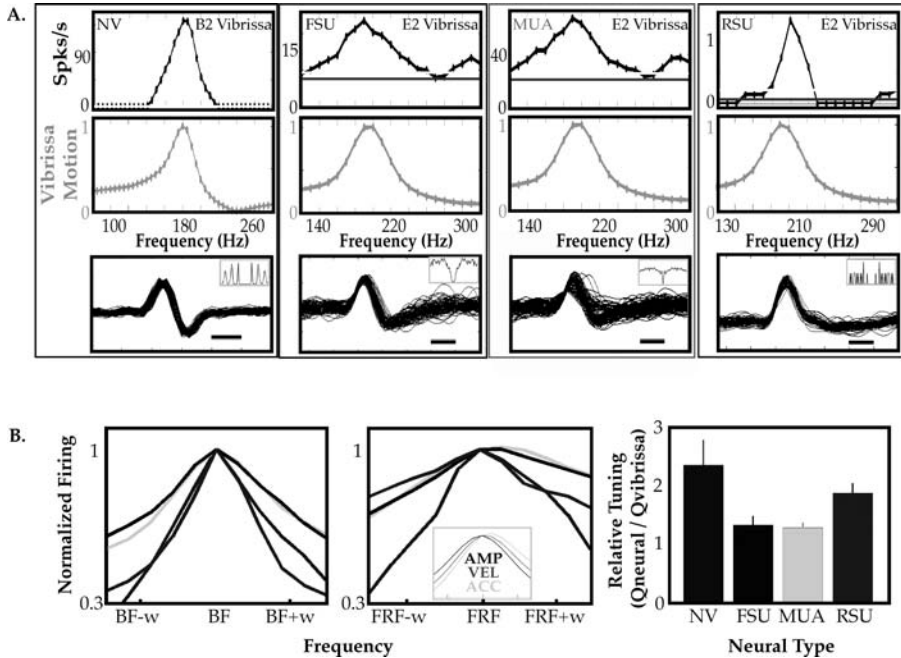 A.
NV B2 Vibrissa
FSU E2 Vibrissa
MUA E2 Vibrissa
RSU E2 Vibrissa
Spks/s
90
0
15
0
40
0
1
0
Vibrissa
Motion
1
0
1
0
1
0
1
0
100 180 280
140 220 300
140 220 300
130 210 290
Frequency (Hz)
Frequency (Hz)
Frequency (Hz)
Frequency (Hz)
B.
Normalized Firing
1
0.3
BF-w BF BF+w
1
0.3
AMP
VEL
ACC
FRF-w FRF FRF+w
Frequency
Relative Tuning
(Qneural / Qvibrissa)
3
2
1
0
NV FSU MUA RSU
Neural Type